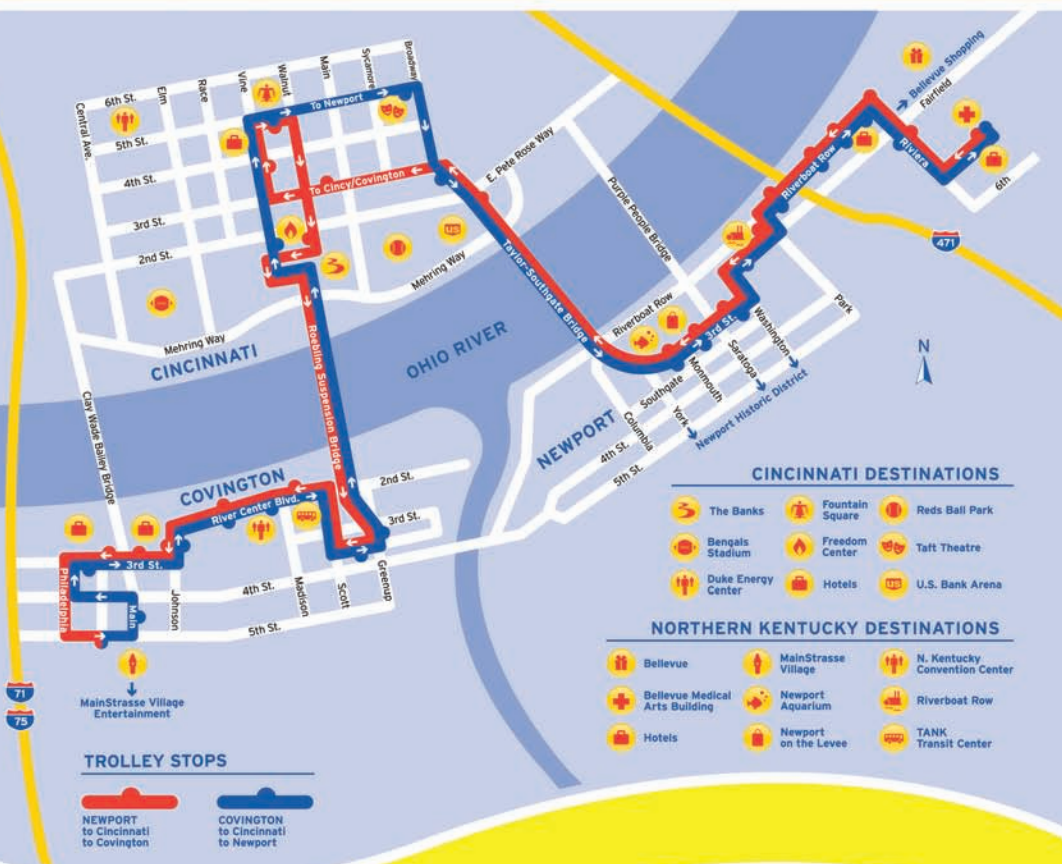 6th St.
Elm
Race
Vine
Walnut
Main
Sycamore
Broadway
Central Ave.
5th St.
4th St.
3rd St.
2nd St.
To Newport
To Cincy/Covington
E. Pete Rose Way
Mehring Way
Mehring Way
US
CINCINNATI
OHIO RIVER
Taylor-Southgate Bridge
Roebling Suspension Bridge
Clay Wade Bailey Bridge
Purple People Bridge
Riverboat Row
Riverboat Row
Bellevue Shopping
Fairfield
Riviera
6th
471
Park
Washington
Saratoga
3rd St.
Monmouth
Southgate
York
Columbia
Newport Historic District
NEWPORT
4th St.
5th St.
N
COVINGTON
River Center Blvd.
2nd St.
3rd St.
3rd St.
4th St.
5th St.
Philadelphia
Main
Johnson
Madison
Scott
Greenup
71
75
MainStrasse Village
Entertainment
CINCINNATI DESTINATIONS
The Banks
Fountain
Square
Reds Ball Park
Bengals
Stadium
Freedom
Center
Taft Theatre
Duke Energy
Center
Hotels
US
U.S. Bank Arena
NORTHERN KENTUCKY DESTINATIONS
Bellevue
MainStrasse
Village
N. Kentucky
Convention Center
Bellevue Medical
Arts Building
Newport
Aquarium
Riverboat Row
Hotels
Newport
on the Levee
TANK
Transit Center
TROLLEY STOPS
NEWPORT
to Cincinnati
to Covington
COVINGTON
to Cincinnati
to Newport